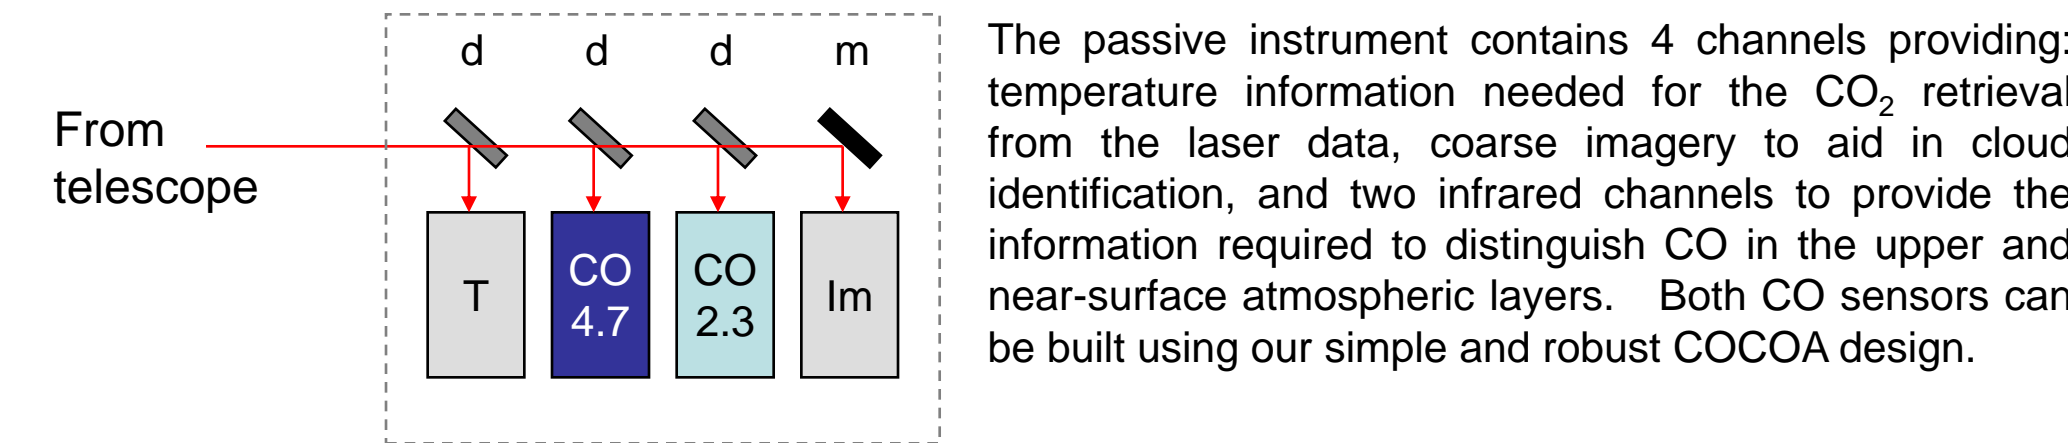 d d d m
From
telescope
T
CO
4.7
CO
2.3
Im
The passive instrument contains 4 channels providing:
temperature information needed for the CO₂ retrieval
from the laser data, coarse imagery to aid in cloud
identification, and two infrared channels to provide the
information required to distinguish CO in the upper and
near-surface atmospheric layers. Both CO sensors can
be built using our simple and robust COCOA design.